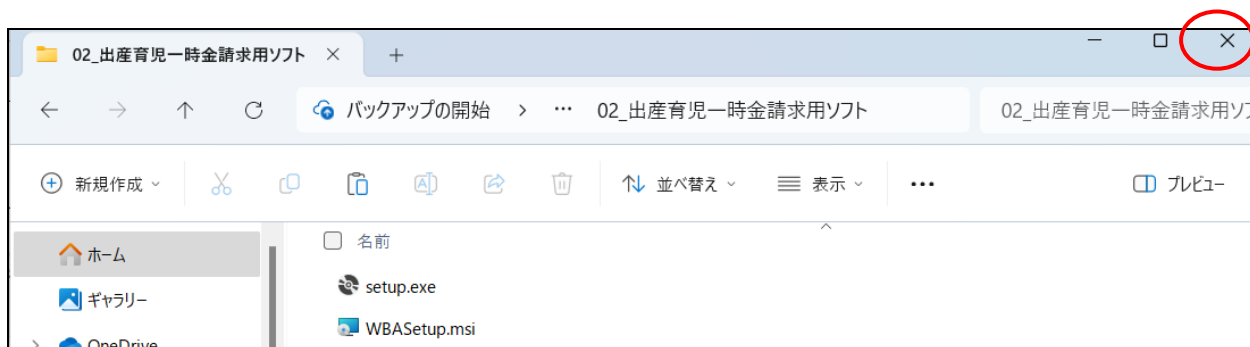 02_出産育児一時金請求用ソフト
バックアップの開始 > … 02_出産育児一時金請求用ソフト 02_出産育児一時金請求用ソ
新規作成 並べ替え 表示 … プレビュー
ホーム
名前
ギャラリー
setup.exe
WBASetup.msi
OneDrive